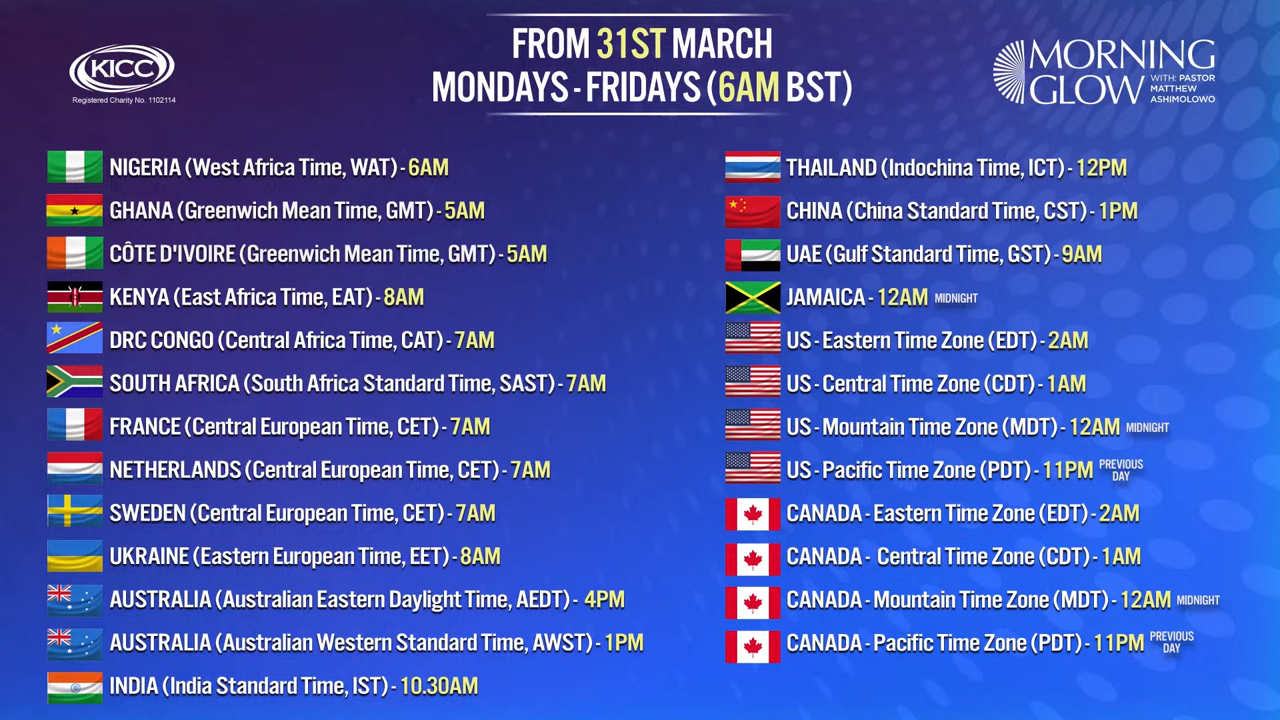 KICC
Registered Charity No. 1102114
FROM 31ST MARCH
MONDAYS - FRIDAYS (6AM BST)
MORNING
GLOW
WITH: PASTOR
MATTHEW
ASHIMOLOWO
NIGERIA (West Africa Time, WAT) - 6AM
GHANA (Greenwich Mean Time, GMT) - 5AM
CÔTE D'IVOIRE (Greenwich Mean Time, GMT) - 5AM
KENYA (East Africa Time, EAT) - 8AM
DRC CONGO (Central Africa Time, CAT) - 7AM
SOUTH AFRICA (South Africa Standard Time, SAST) - 7AM
FRANCE (Central European Time, CET) - 7AM
NETHERLANDS (Central European Time, CET) - 7AM
SWEDEN (Central European Time, CET) - 7AM
UKRAINE (Eastern European Time, EET) - 8AM
AUSTRALIA (Australian Eastern Daylight Time, AEDT) - 4PM
AUSTRALIA (Australian Western Standard Time, AWST) - 1PM
INDIA (India Standard Time, IST) - 10.30AM
THAILAND (Indochina Time, ICT) - 12PM
CHINA (China Standard Time, CST) - 1PM
UAE (Gulf Standard Time, GST) - 9AM
JAMAICA - 12AM MIDNIGHT
US - Eastern Time Zone (EDT) - 2AM
US - Central Time Zone (CDT) - 1AM
US - Mountain Time Zone (MDT) - 12AM MIDNIGHT
US - Pacific Time Zone (PDT) - 11PM PREVIOUS DAY
CANADA - Eastern Time Zone (EDT) - 2AM
CANADA - Central Time Zone (CDT) - 1AM
CANADA - Mountain Time Zone (MDT) - 12AM MIDNIGHT
CANADA - Pacific Time Zone (PDT) - 11PM PREVIOUS DAY